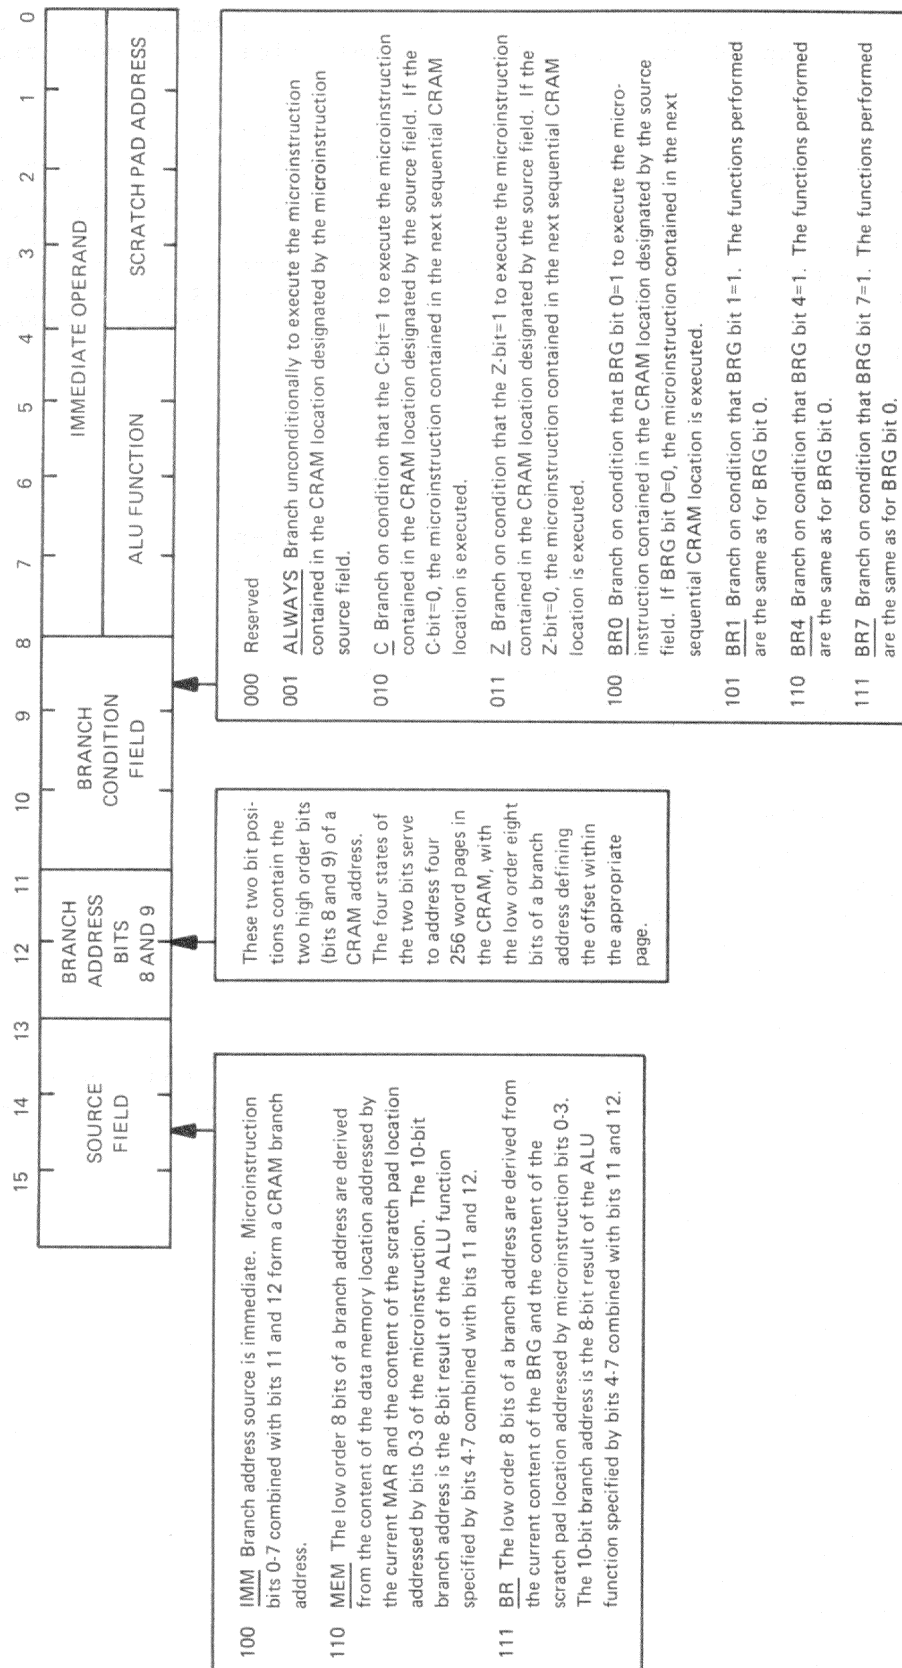 15 14 13 12 11 10 9 8 7 6 5 4 3 2 1 0
SOURCE
FIELD
BRANCH
ADDRESS
BITS
8 AND 9
BRANCH
CONDITION
FIELD
IMMEDIATE OPERAND
ALU FUNCTION
SCRATCH PAD ADDRESS
100 IMM Branch address source is immediate. Microinstruction
bits 0-7 combined with bits 11 and 12 form a CRAM branch
address.
110 MEM The low order 8 bits of a branch address are derived
from the content of the data memory location addressed by
the current MAR and the content of the scratch pad location
addressed by bits 0-3 of the microinstruction. The 10-bit
branch address is the 8-bit result of the ALU function
specified by bits 4-7 combined with bits 11 and 12.
111 BR The low order 8 bits of a branch address are derived from
the current content of the BRG and the content of the
scratch pad location addressed by microinstruction bits 0-3.
The 10-bit branch address is the 8-bit result of the ALU
function specified by bits 4-7 combined with bits 11 and 12.
These two bit posi-
tions contain the
two high order bits
(bits 8 and 9) of a
CRAM address.
The four states of
the two bits serve
to address four
256 word pages in
the CRAM, with
the low order eight
bits of a branch
address defining
the offset within
the appropriate
page.
000 Reserved
001 ALWAYS Branch unconditionally to execute the microinstruction
contained in the CRAM location designated by the microinstruction
source field.
010 C Branch on condition that the C-bit=1 to execute the microinstruction
contained in the CRAM location designated by the source field. If the
C-bit=0, the microinstruction contained in the next sequential CRAM
location is executed.
011 Z Branch on condition that the Z-bit=1 to execute the microinstruction
contained in the CRAM location designated by the source field. If the
Z-bit=0, the microinstruction contained in the next sequential CRAM
location is executed.
100 BR0 Branch on condition that BRG bit 0=1 to execute the micro-
instruction contained in the CRAM location designated by the source
field. If BRG bit 0=0, the microinstruction contained in the next
sequential CRAM location is executed.
101 BR1 Branch on condition that BRG bit 1=1. The functions performed
are the same as for BRG bit 0.
110 BR4 Branch on condition that BRG bit 4=1. The functions performed
are the same as for BRG bit 0.
111 BR7 Branch on condition that BRG bit 7=1. The functions performed
are the same as for BRG bit 0.